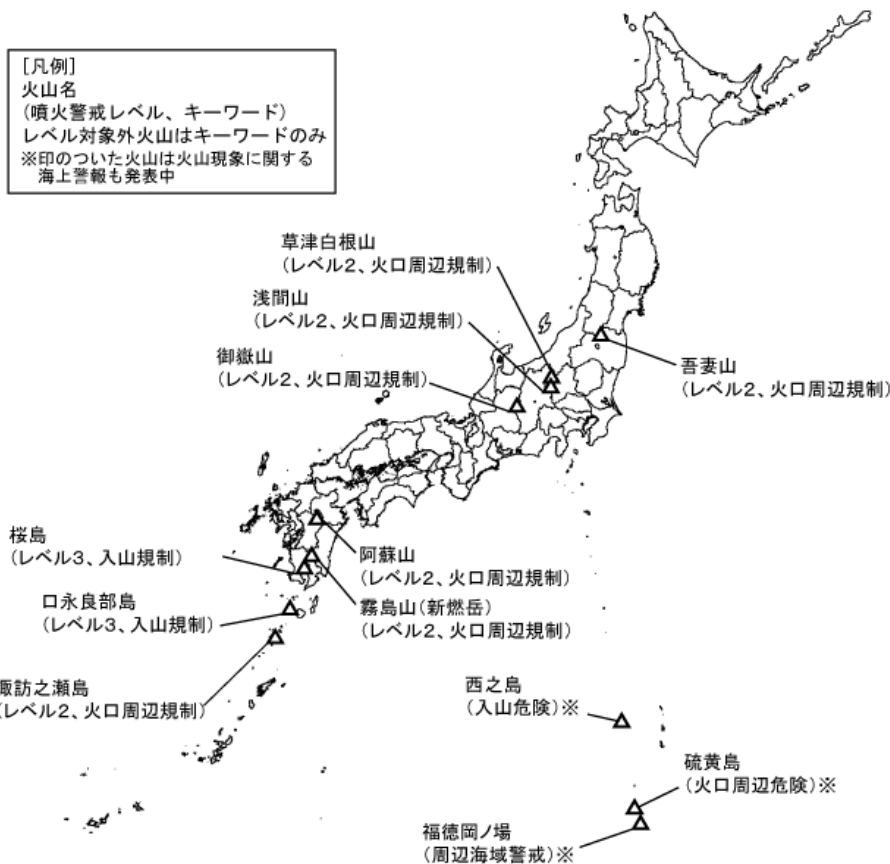 [凡例]
火山名
(噴火警戒レベル、キーワード)
レベル対象外火山はキーワードのみ
※印のついた火山は火山現象に関する
海上警報も発表中
草津白根山
(レベル2、火口周辺規制)
浅間山
(レベル2、火口周辺規制)
御嶽山
(レベル2、火口周辺規制)
吾妻山
(レベル2、火口周辺規制)
桜島
(レベル3、入山規制)
阿蘇山
(レベル2、火口周辺規制)
口永良部島
(レベル3、入山規制)
霧島山(新燃岳)
(レベル2、火口周辺規制)
諏訪之瀬島
(レベル2、火口周辺規制)
西之島
(入山危険)※
硫黄島
(火口周辺危険)※
福徳岡ノ場
(周辺海域警戒)※